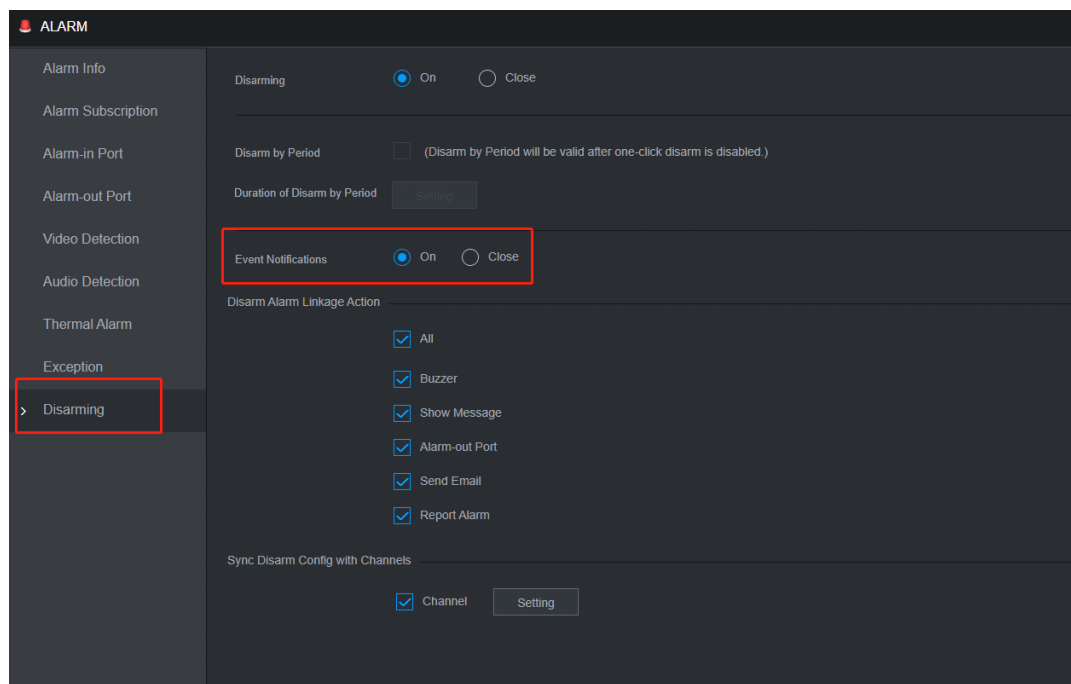 ALARM
Alarm Info
Alarm Subscription
Alarm-in Port
Alarm-out Port
Video Detection
Audio Detection
Thermal Alarm
Exception
Disarming
Disarming On Close
Disarm by Period (Disarm by Period will be valid after one-click disarm is disabled.)
Duration of Disarm by Period Setting
Event Notifications On Close
Disarm Alarm Linkage Action
All
Buzzer
Show Message
Alarm-out Port
Send Email
Report Alarm
Sync Disarm Config with Channels
Channel Setting